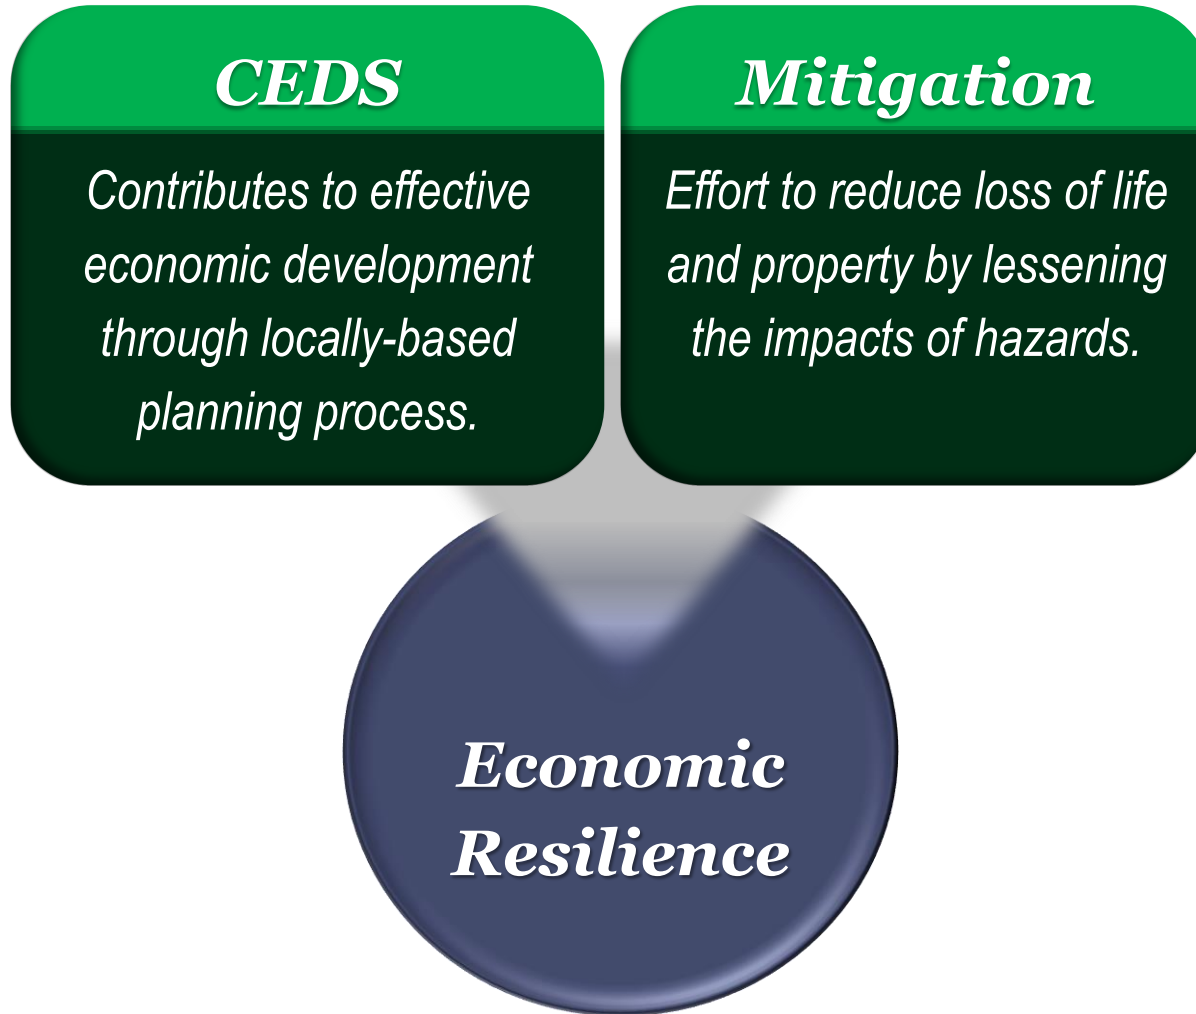 CEDS
Contributes to effective
economic development
through locally-based
planning process.
Mitigation
Effort to reduce loss of life
and property by lessening
the impacts of hazards.
Economic
Resilience